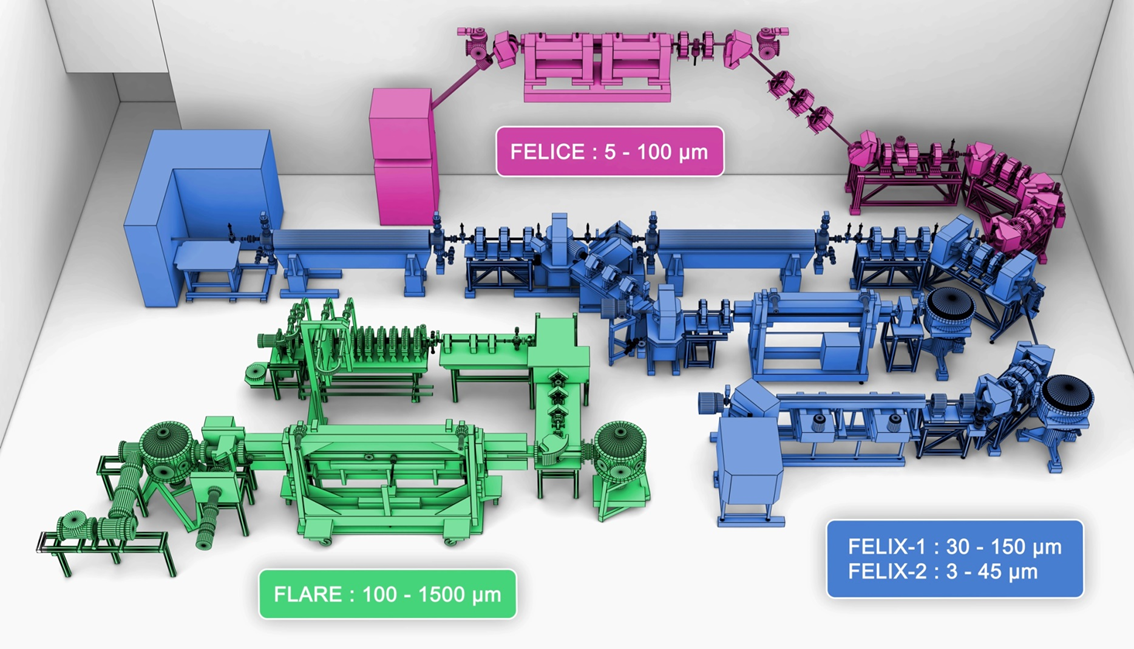 FELICE : 5 - 100 µm
FELIX-1 : 30 - 150 µm
FELIX-2 : 3 - 45 µm
FLARE : 100 - 1500 µm